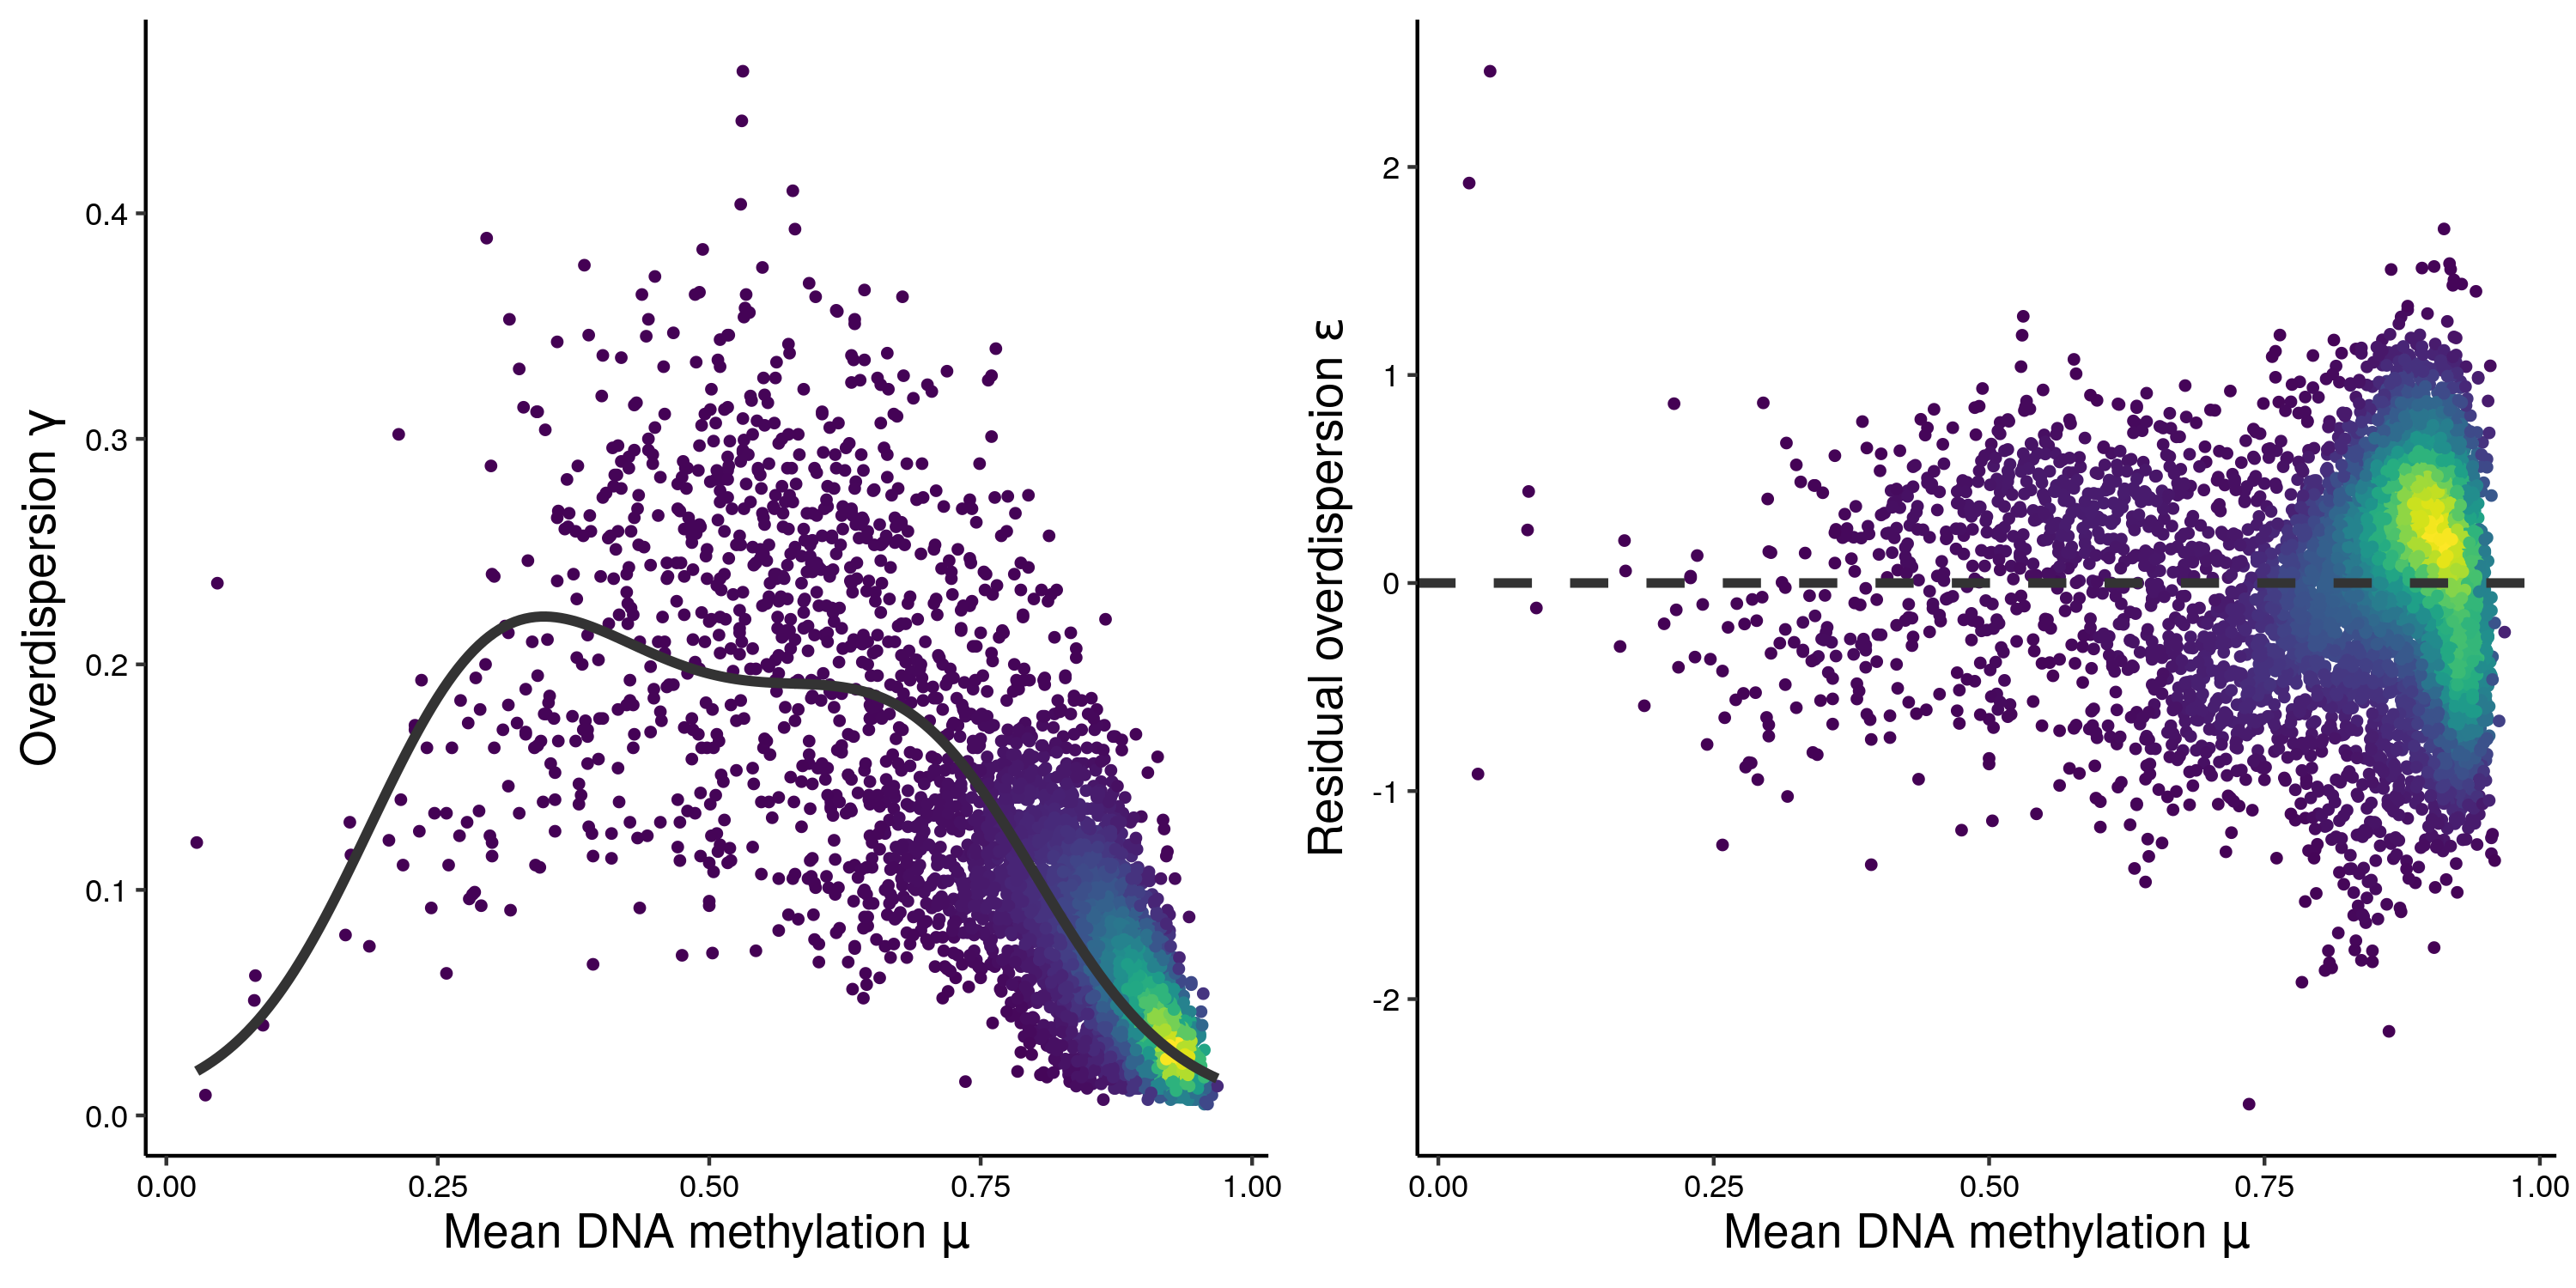 Overdispersion γ
0.4
0.3
0.2
0.1
0.0
0.00 0.25 0.50 0.75 1.00
Mean DNA methylation μ
Residual overdispersion ε
2
1
0
-1
-2
0.00 0.25 0.50 0.75 1.00
Mean DNA methylation μ